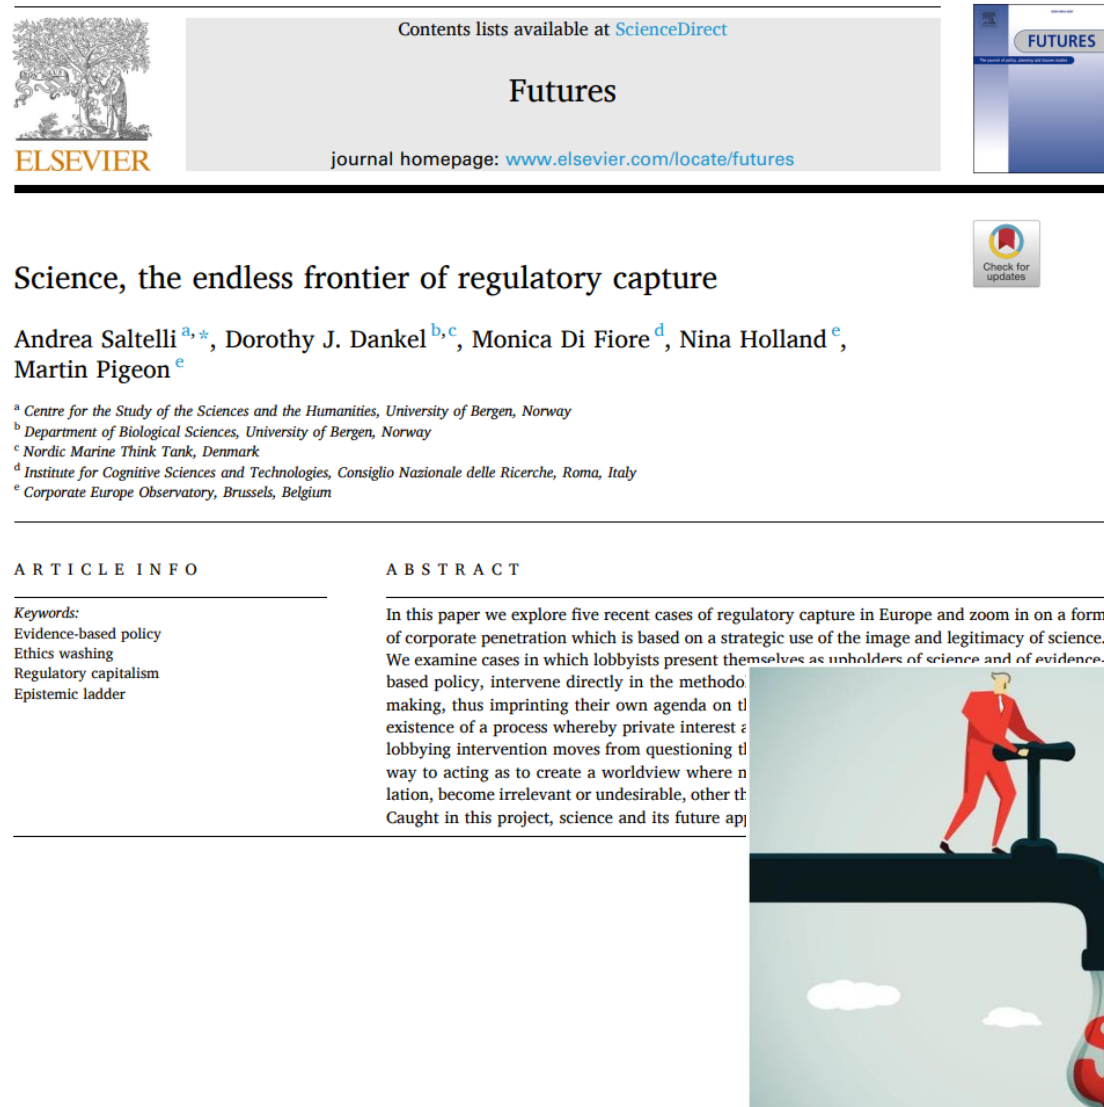 Contents lists available at ScienceDirect
Futures
journal homepage: www.elsevier.com/locate/futures
ELSEVIER
FUTURES
Check for
updates
Science, the endless frontier of regulatory capture
Andrea Saltelli a,*, Dorothy J. Dankel b,c, Monica Di Fiore d, Nina Holland e,
Martin Pigeon e
a Centre for the Study of the Sciences and the Humanities, University of Bergen, Norway
b Department of Biological Sciences, University of Bergen, Norway
c Nordic Marine Think Tank, Denmark
d Institute for Cognitive Sciences and Technologies, Consiglio Nazionale delle Ricerche, Roma, Italy
e Corporate Europe Observatory, Brussels, Belgium
ARTICLE INFO
Keywords:
Evidence-based policy
Ethics washing
Regulatory capitalism
Epistemic ladder
ABSTRACT
In this paper we explore five recent cases of regulatory capture in Europe and zoom in on a form
of corporate penetration which is based on a strategic use of the image and legitimacy of science.
We examine cases in which lobbyists present themselves as upholders of science and of evidence-
based policy, intervene directly in the
making, thus imprinting their own agenda on
existence of a process whereby private interest
lobbying intervention moves from questioning
way to acting as to create a worldview where
lation, become irrelevant or undesirable, other
Caught in this project, science and its future